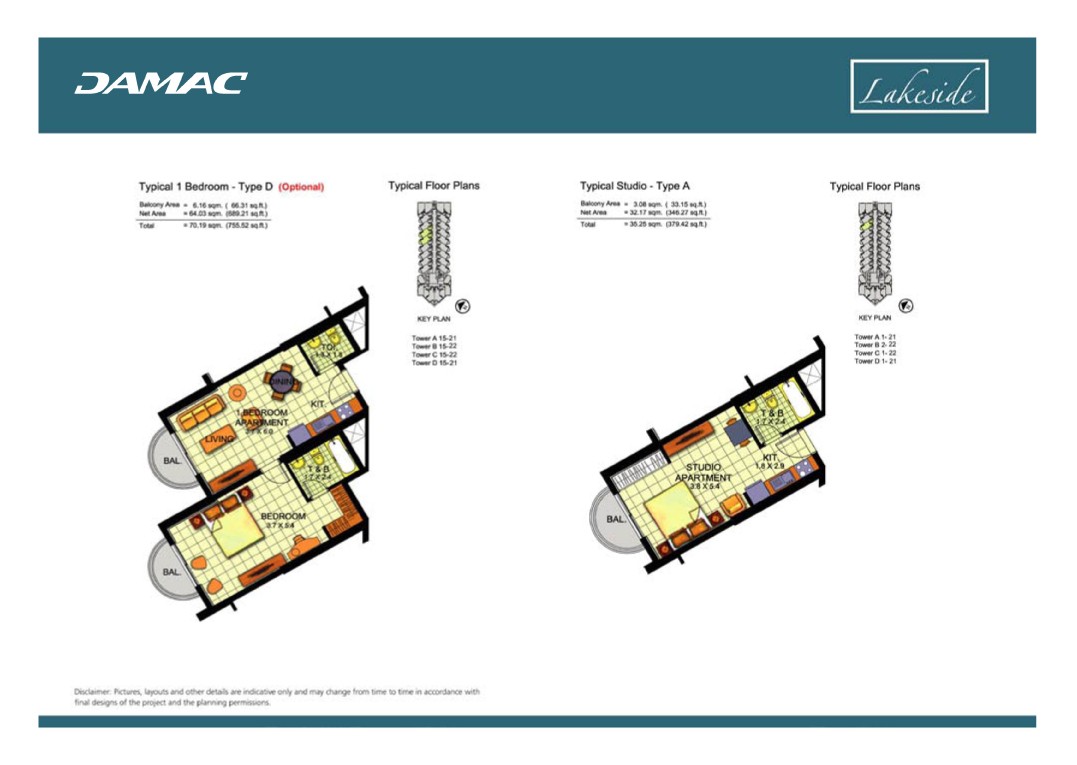 DAMAC
Lakeside
Typical 1 Bedroom - Type D (Optional)
Balcony Area = 6.16 sqm. ( 66.31 sq.ft.)
Net Area = 64.03 sqm. (689.21 sq.ft.)
Total = 70.19 sqm. (755.52 sq.ft.)
Typical Floor Plans
KEY PLAN
Tower A 15-21
Tower B 15-22
Tower C 15-22
Tower D 15-21
TOI.
DINING
KIT.
1 BEDROOM
APARTMENT
LIVING
BAL.
T & B
1.7 X 2.4
BEDROOM
3.7 X 5.4
BAL.
Typical Studio - Type A
Balcony Area = 3.08 sqm. ( 33.15 sq.ft.)
Net Area = 32.17 sqm. (346.27 sq.ft.)
Total = 35.25 sqm. (379.42 sq.ft.)
Typical Floor Plans
KEY PLAN
Tower A 1- 21
Tower B 2- 22
Tower C 1- 22
Tower D 1- 21
T & B
1.7 X 2.4
KIT.
1.8 X 2.9
STUDIO
APARTMENT
3.6 X 5.4
BAL.
Disclaimer: Pictures, layouts and other details are indicative only and may change from time to time in accordance with
final designs of the project and the planning permissions.